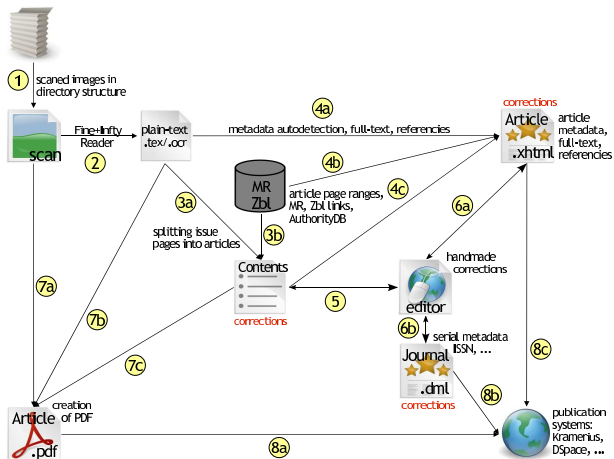 1
scaned images in
directory structure
scan
Fine+Infty
Reader
2
plain-text
.tex/.ocr
4a
metadata autodetection, full-text, referencies
corrections
Article
.xhtml
article
metadata,
full-text,
referencies
MR
Zbl
4b
article page ranges,
MR, Zbl links,
AuthorityDB
4c
3a
3b
splitting issue
pages into articles
6a
Contents
corrections
5
handmade
corrections
editor
7a
7b
7c
6b
serial metadata
ISSN, ...
Journal
.dml
corrections
8b
8c
Article
.pdf
creation
of PDF
8a
publication
systems:
Kramerius,
DSpace, ...